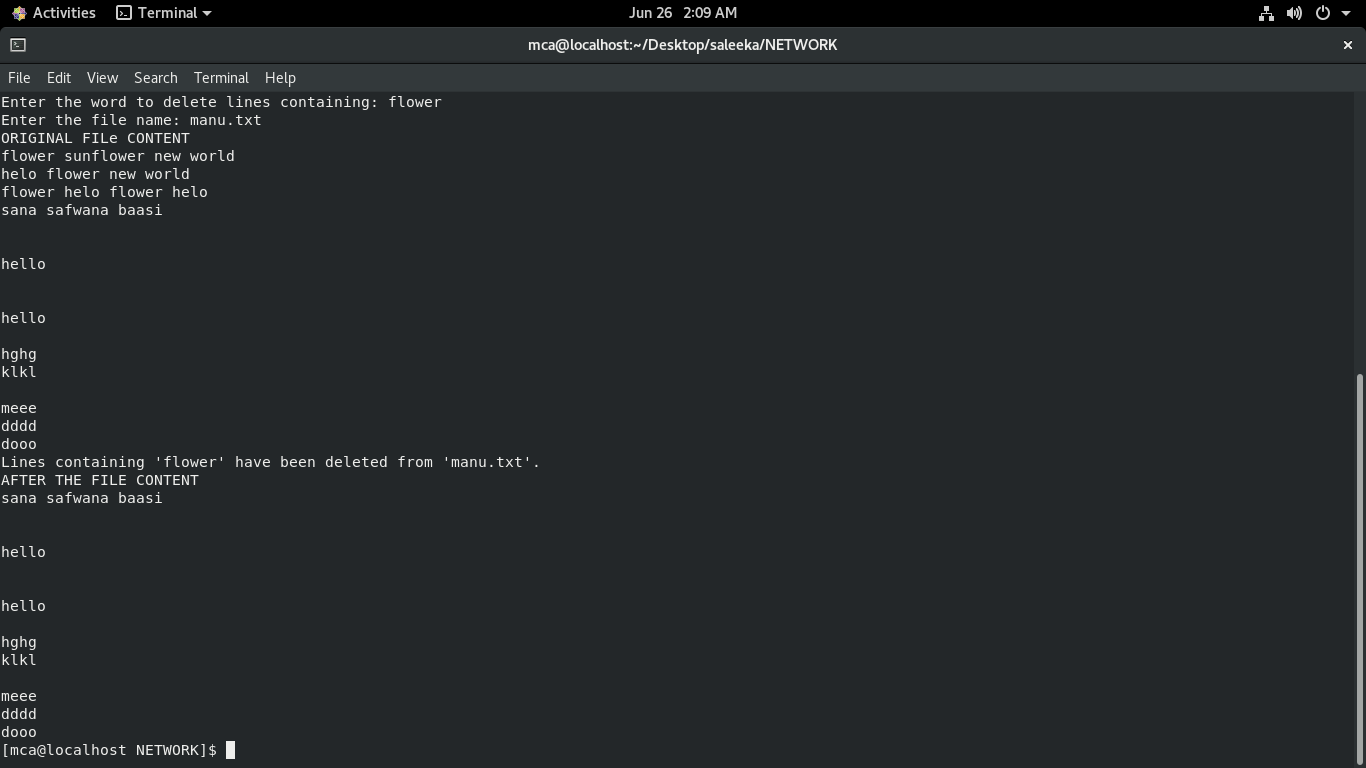 Activities Terminal Jun 26 2:09 AM
mca@localhost:~/Desktop/saleeka/NETWORK ×
File Edit View Search Terminal Help
Enter the word to delete lines containing: flower
Enter the file name: manu.txt
ORIGINAL FILe CONTENT
flower sunflower new world
helo flower new world
flower helo flower helo
sana safwana baasi
hello
hello
hghg
klkl
meee
dddd
dooo
Lines containing 'flower' have been deleted from 'manu.txt'.
AFTER THE FILE CONTENT
sana safwana baasi
hello
hello
hghg
klkl
meee
dddd
dooo
[mca@localhost NETWORK]$